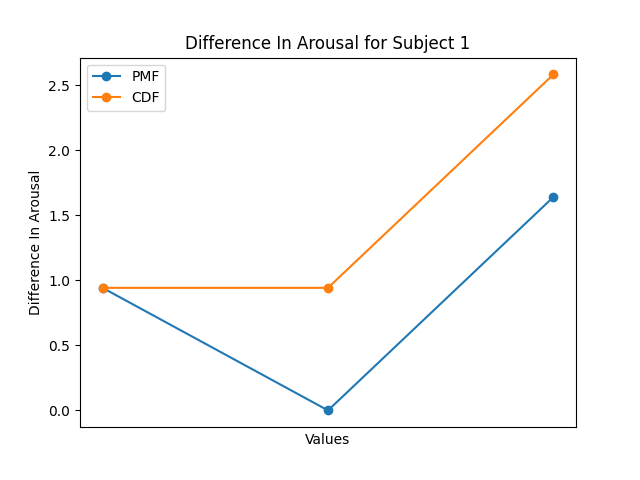 Difference In Arousal for Subject 1
PMF
CDF
2.5
2.0
1.5
1.0
0.5
0.0
Difference In Arousal
Values